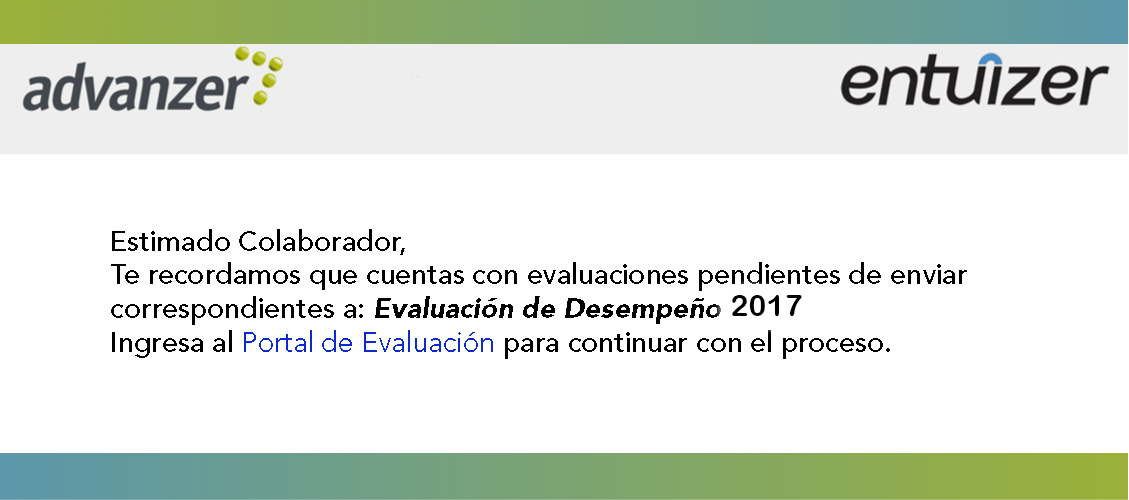 advanzer
entuizer
Estimado Colaborador,
Te recordamos que cuentas con evaluaciones pendientes de enviar
correspondientes a: Evaluación de Desempeño 2017
Ingresa al Portal de Evaluación para continuar con el proceso.